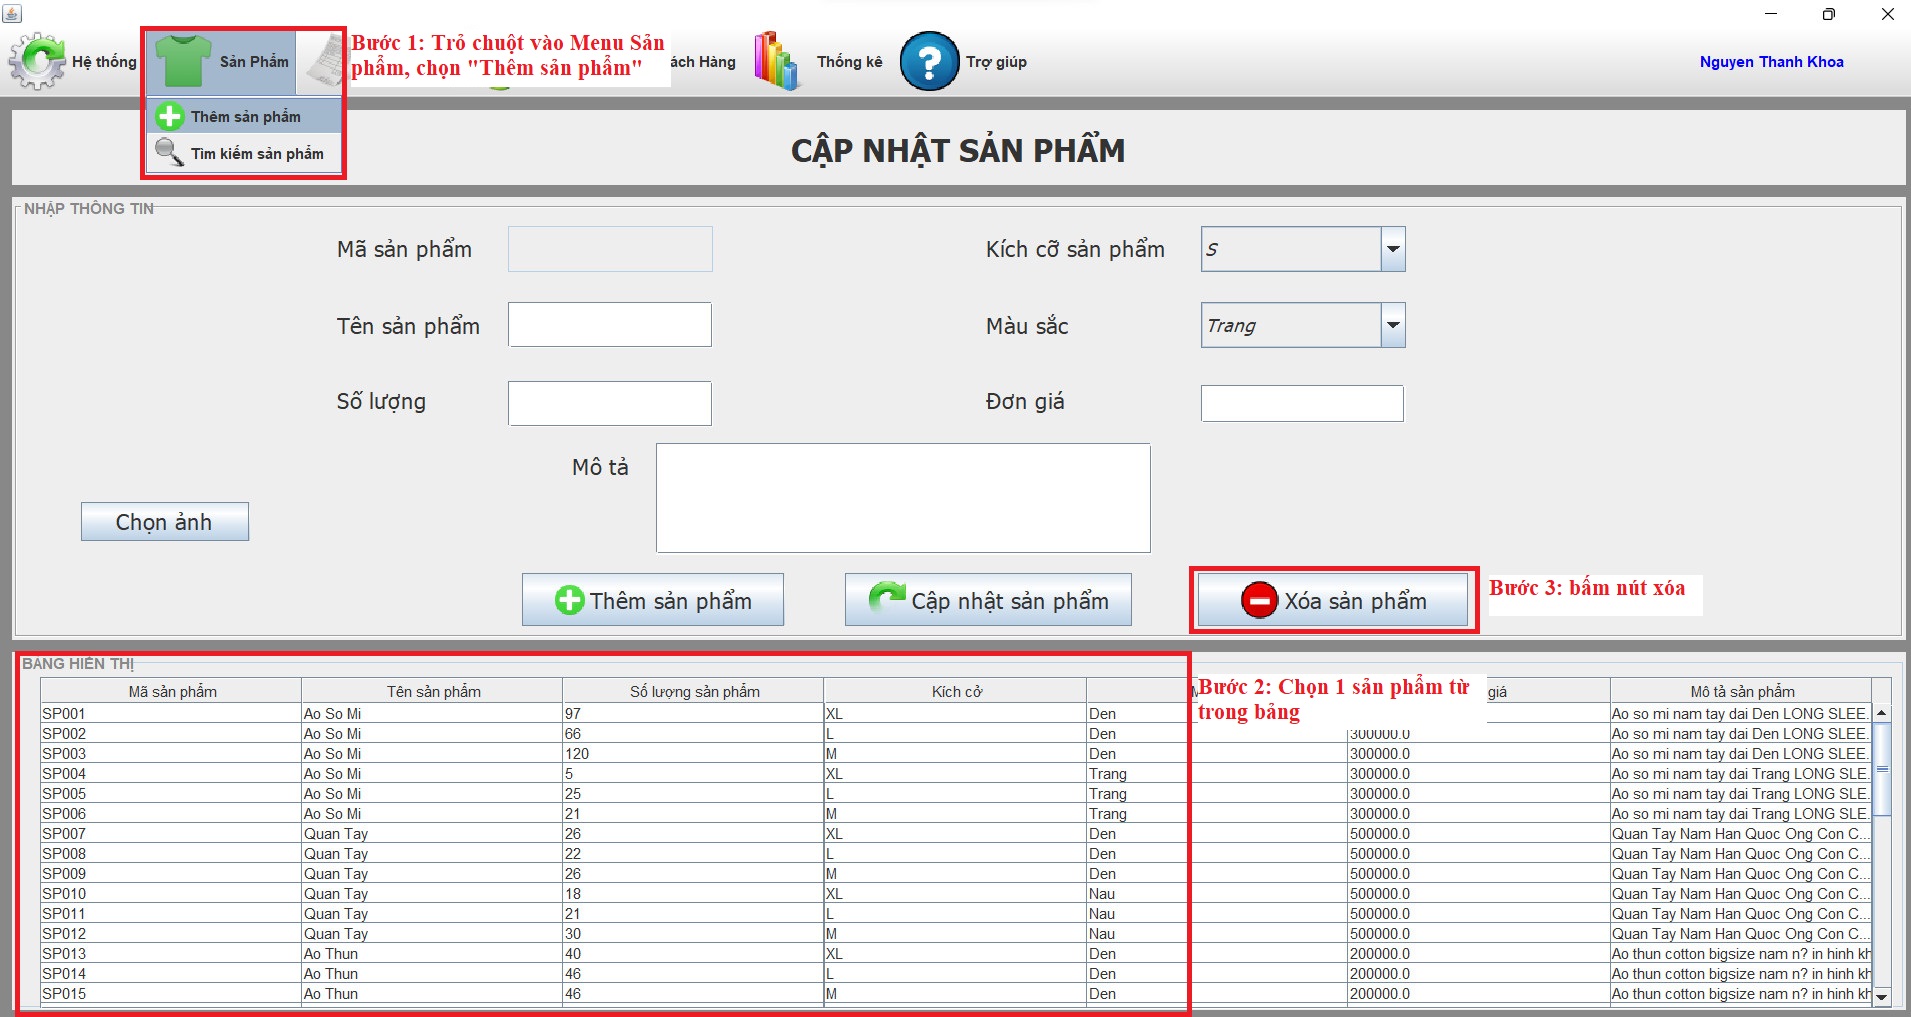 Hệ thống
Sản Phẩm
Bước 1: Trỏ chuột vào Menu Sản
phẩm, chọn "Thêm sản phẩm"
ách Hàng
Thống kê
Trợ giúp
Nguyen Thanh Khoa
Thêm sản phẩm
Tìm kiếm sản phẩm
CẬP NHẬT SẢN PHẨM
NHẬP THÔNG TIN
Mã sản phẩm
Kích cỡ sản phẩm
S
Tên sản phẩm
Màu sắc
Trang
Số lượng
Đơn giá
Mô tả
Chọn ảnh
Thêm sản phẩm
Cập nhật sản phẩm
Xóa sản phẩm
Bước 3: bấm nút xóa
BẢNG HIỂN THỊ
Mã sản phẩm Tên sản phẩm Số lượng sản phẩm Kích cở giá Mô tả sản phẩm
Bước 2: Chọn 1 sản phẩm từ
trong bảng
SP001 Ao So Mi 97 XL Den Ao so mi nam tay dai Den LONG SLEE...
SP002 Ao So Mi 66 L Den 300000.0 Ao so mi nam tay dai Den LONG SLEE...
SP003 Ao So Mi 120 M Den 300000.0 Ao so mi nam tay dai Den LONG SLEE...
SP004 Ao So Mi 5 XL Trang 300000.0 Ao so mi nam tay dai Trang LONG SLE...
SP005 Ao So Mi 25 L Trang 300000.0 Ao so mi nam tay dai Trang LONG SLE...
SP006 Ao So Mi 21 M Trang 300000.0 Ao so mi nam tay dai Trang LONG SLE...
SP007 Quan Tay 26 XL Den 500000.0 Quan Tay Nam Han Quoc Ong Con C...
SP008 Quan Tay 22 L Den 500000.0 Quan Tay Nam Han Quoc Ong Con C...
SP009 Quan Tay 26 M Den 500000.0 Quan Tay Nam Han Quoc Ong Con C...
SP010 Quan Tay 18 XL Nau 500000.0 Quan Tay Nam Han Quoc Ong Con C...
SP011 Quan Tay 21 L Nau 500000.0 Quan Tay Nam Han Quoc Ong Con C...
SP012 Quan Tay 30 M Nau 500000.0 Quan Tay Nam Han Quoc Ong Con C...
SP013 Ao Thun 40 XL Den 200000.0 Ao thun cotton bigsize nam n? in hinh kh
SP014 Ao Thun 46 L Den 200000.0 Ao thun cotton bigsize nam n? in hinh kh
SP015 Ao Thun 46 M Den 200000.0 Ao thun cotton bigsize nam n? in hinh kh